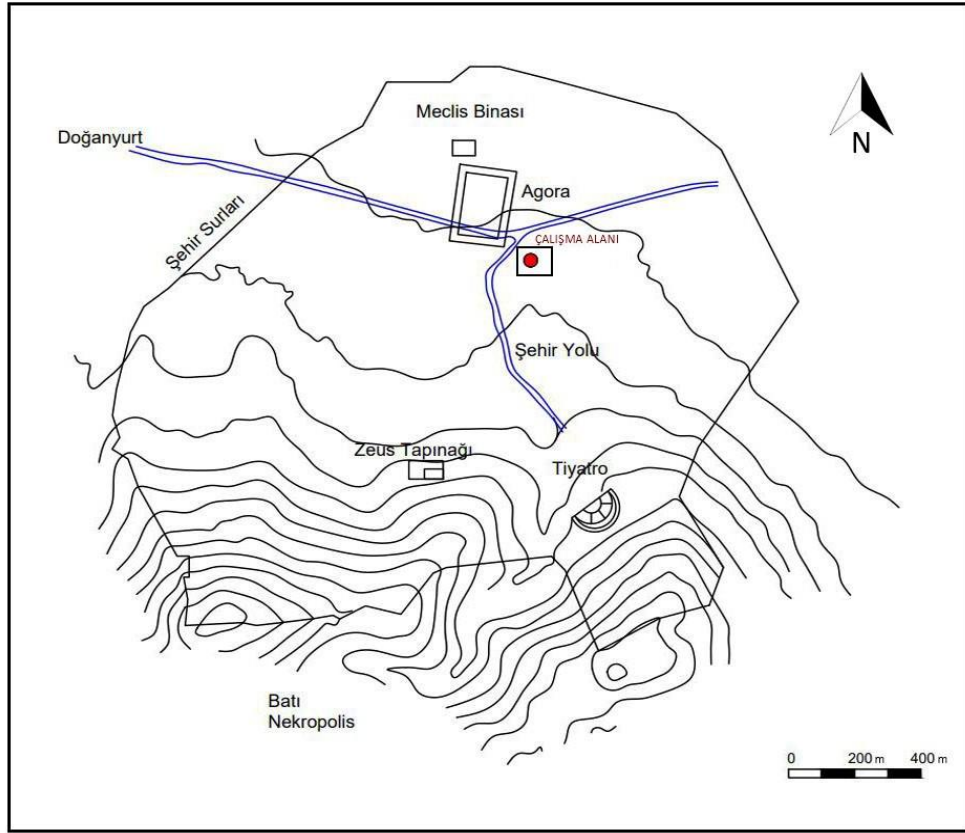 Meclis Binası
Doğanyurt
N
Agora
Şehir Surları
ÇALIŞMA ALANI
Şehir Yolu
Zeus Tapınağı
Tiyatro
Batı
Nekropolis
0 200 m 400 m